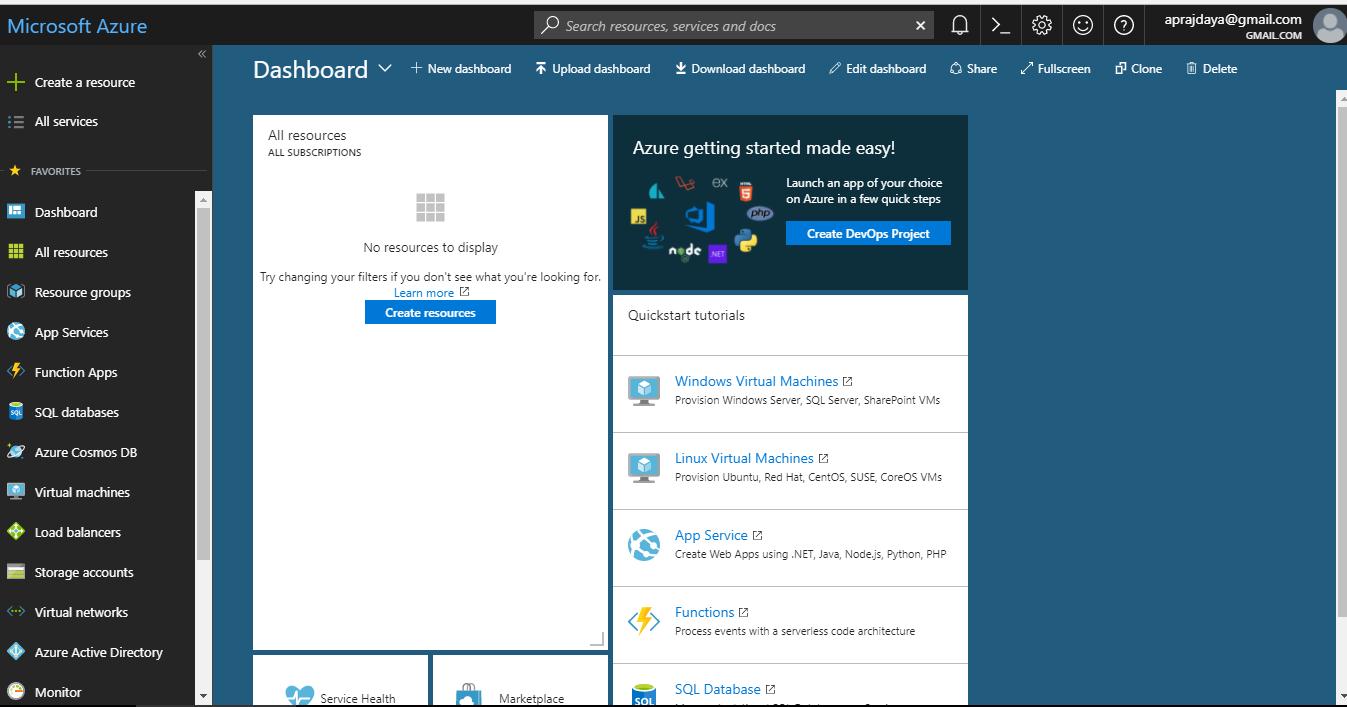 Microsoft Azure
Search resources, services and docs
aprajdaya@gmail.com
GMAIL.COM
Create a resource
All services
FAVORITES
Dashboard
All resources
Resource groups
App Services
Function Apps
SQL databases
Azure Cosmos DB
Virtual machines
Load balancers
Storage accounts
Virtual networks
Azure Active Directory
Monitor
Dashboard
New dashboard
Upload dashboard
Download dashboard
Edit dashboard
Share
Fullscreen
Clone
Delete
All resources
ALL SUBSCRIPTIONS
No resources to display
Try changing your filters if you don't see what you're looking for.
Learn more
Create resources
Service Health
Marketplace
Azure getting started made easy!
ex
JS
php
node
.NET
Launch an app of your choice
on Azure in a few quick steps
Create DevOps Project
Quickstart tutorials
Windows Virtual Machines
Provision Windows Server, SQL Server, SharePoint VMs
Linux Virtual Machines
Provision Ubuntu, Red Hat, CentOS, SUSE, CoreOS VMs
App Service
Create Web Apps using .NET, Java, Node.js, Python, PHP
Functions
Process events with a serverless code architecture
SQL
SQL Database